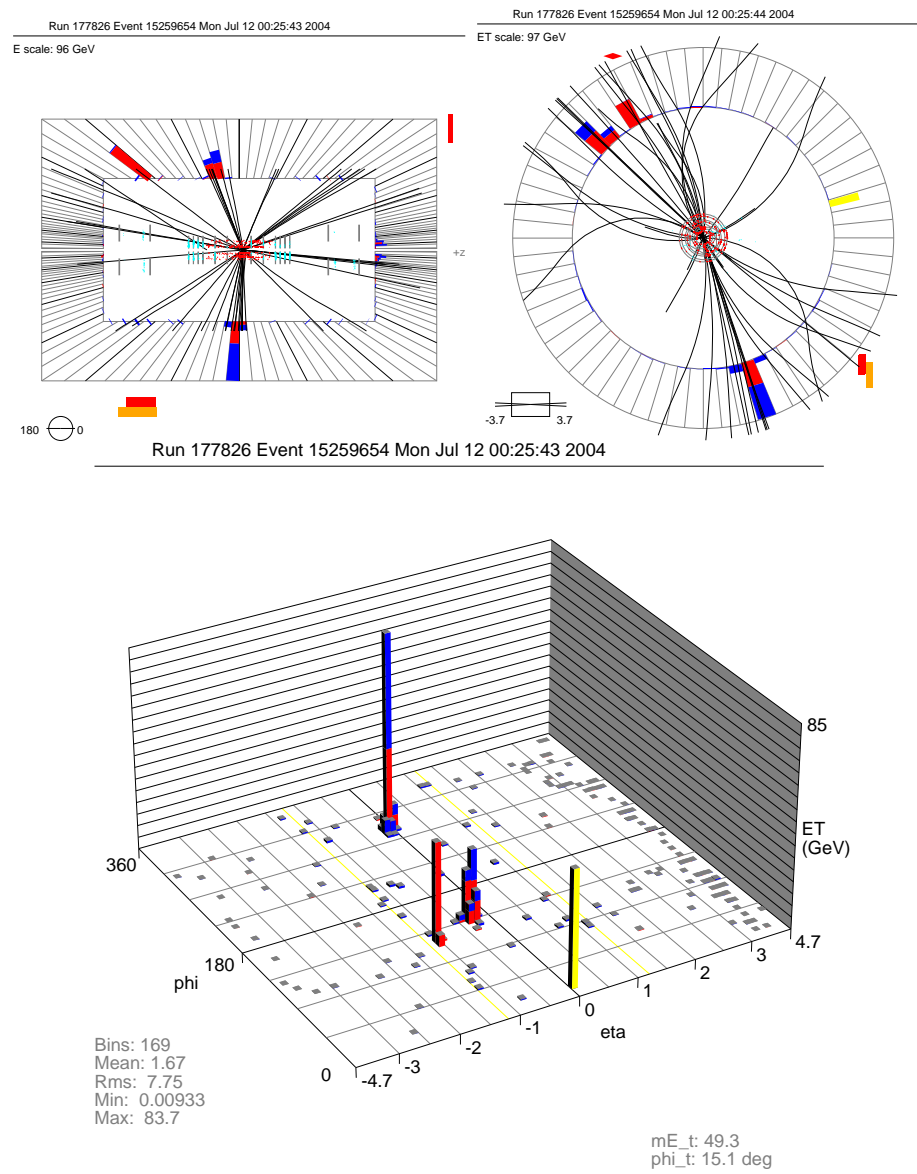 Run 177826 Event 15259654 Mon Jul 12 00:25:43 2004
E scale: 96 GeV
+z
180
0
Run 177826 Event 15259654 Mon Jul 12 00:25:44 2004
ET scale: 97 GeV
-3.7
3.7
Run 177826 Event 15259654 Mon Jul 12 00:25:43 2004
85
ET
(GeV)
360
180
phi
0
-4.7
-3
-2
-1
0
1
2
3
4.7
eta
Bins: 169
Mean: 1.67
Rms: 7.75
Min: 0.00933
Max: 83.7
mE_t: 49.3
phi_t: 15.1 deg